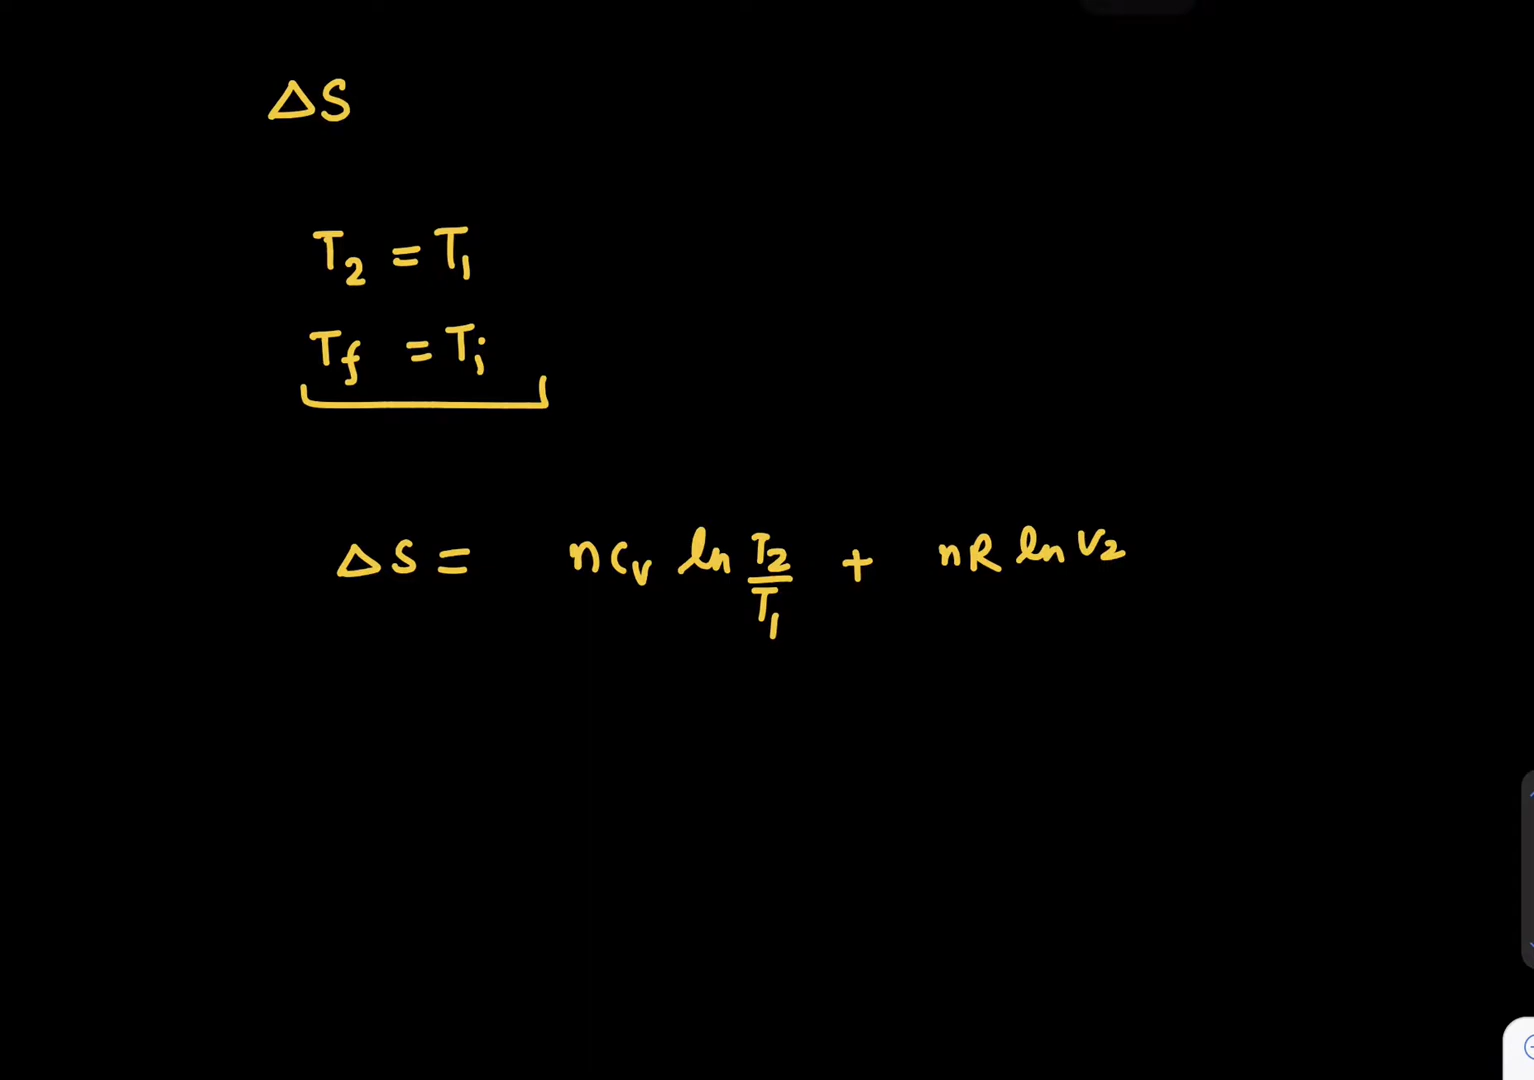 ΔS
T₂ = T₁
T_f = T_i
ΔS = nC_v ln T₂/T₁ + nR ln V₂